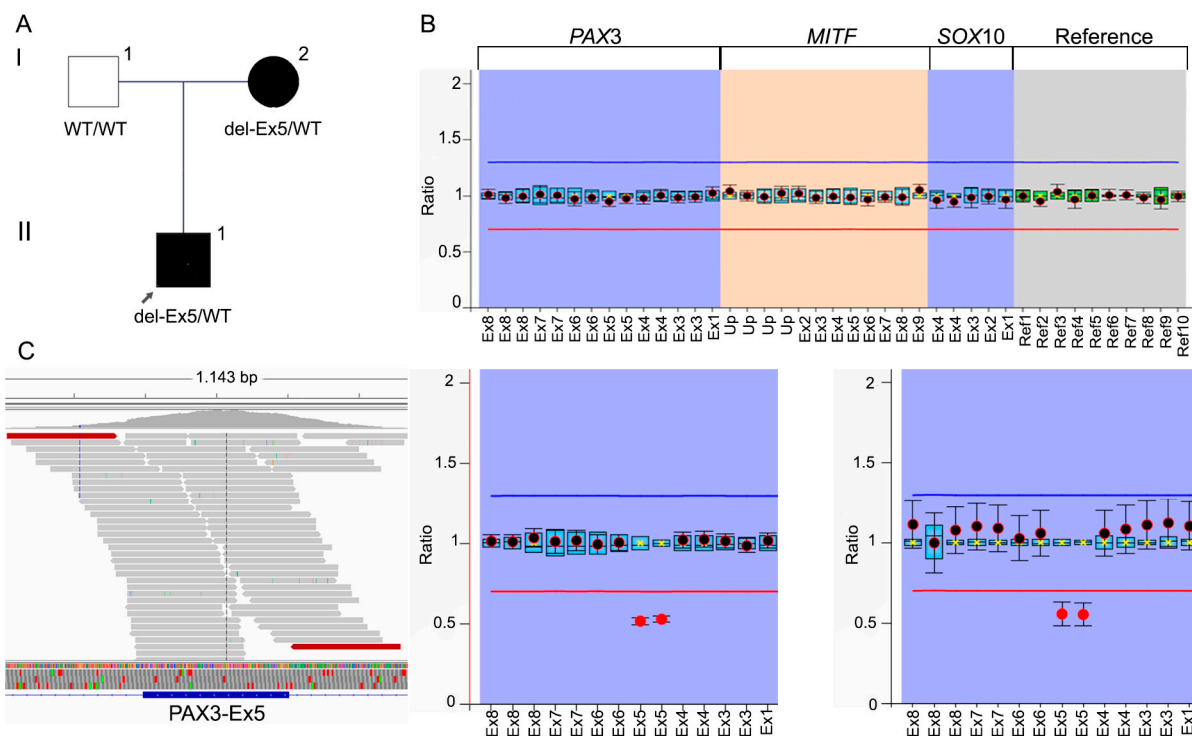 A
I
1
2
WT/WT
del-Ex5/WT
II
1
del-Ex5/WT
B
PAX3
MITF
SOX10
Reference
2
1.5
1
0.5
0
Ratio
Ex8
Ex8
Ex8
Ex7
Ex7
Ex6
Ex6
Ex5
Ex5
Ex4
Ex4
Ex3
Ex3
Ex1
Up
Up
Up
Up
Ex2
Ex3
Ex4
Ex5
Ex6
Ex7
Ex8
Ex9
Ex4
Ex4
Ex3
Ex2
Ex1
Ref1
Ref2
Ref3
Ref4
Ref5
Ref6
Ref7
Ref8
Ref9
Ref10
C
1.143 bp
PAX3-Ex5
2
1.5
1
0.5
0
Ratio
Ex8
Ex8
Ex8
Ex7
Ex7
Ex6
Ex6
Ex5
Ex5
Ex4
Ex4
Ex3
Ex3
Ex1
2
1.5
1
0.5
0
Ratio
Ex8
Ex8
Ex8
Ex7
Ex7
Ex6
Ex6
Ex5
Ex5
Ex4
Ex4
Ex3
Ex3
Ex1